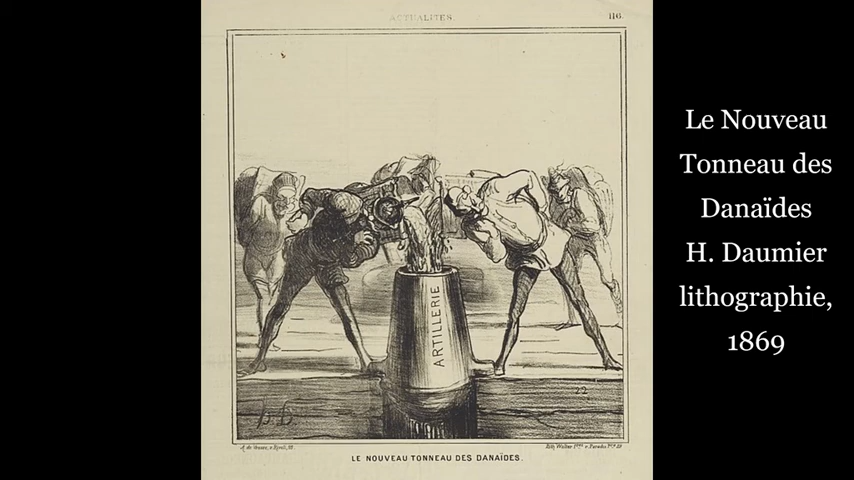 ACTUALITÉS.
116.
ARTILLERIE
22
LE NOUVEAU TONNEAU DES DANAÏDES.
Le Nouveau
Tonneau des
Danaïdes
H. Daumier
lithographie,
1869